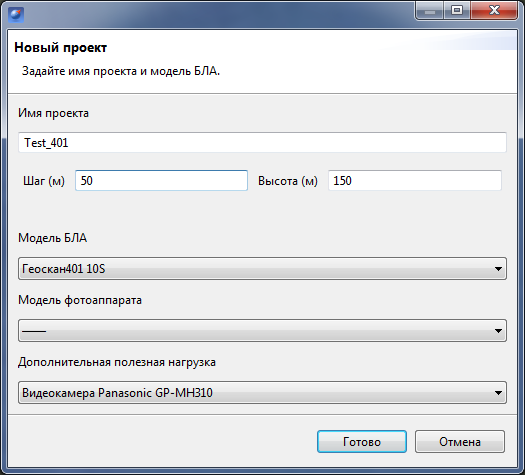 Новый проект
Задайте имя проекта и модель БЛА.
Имя проекта
Test_401
Шаг (м) 50 Высота (м) 150
Модель БЛА
Геоскан401 10S
Модель фотоаппарата
——
Дополнительная полезная нагрузка
Видеокамера Panasonic GP-MH310
Готово Отмена